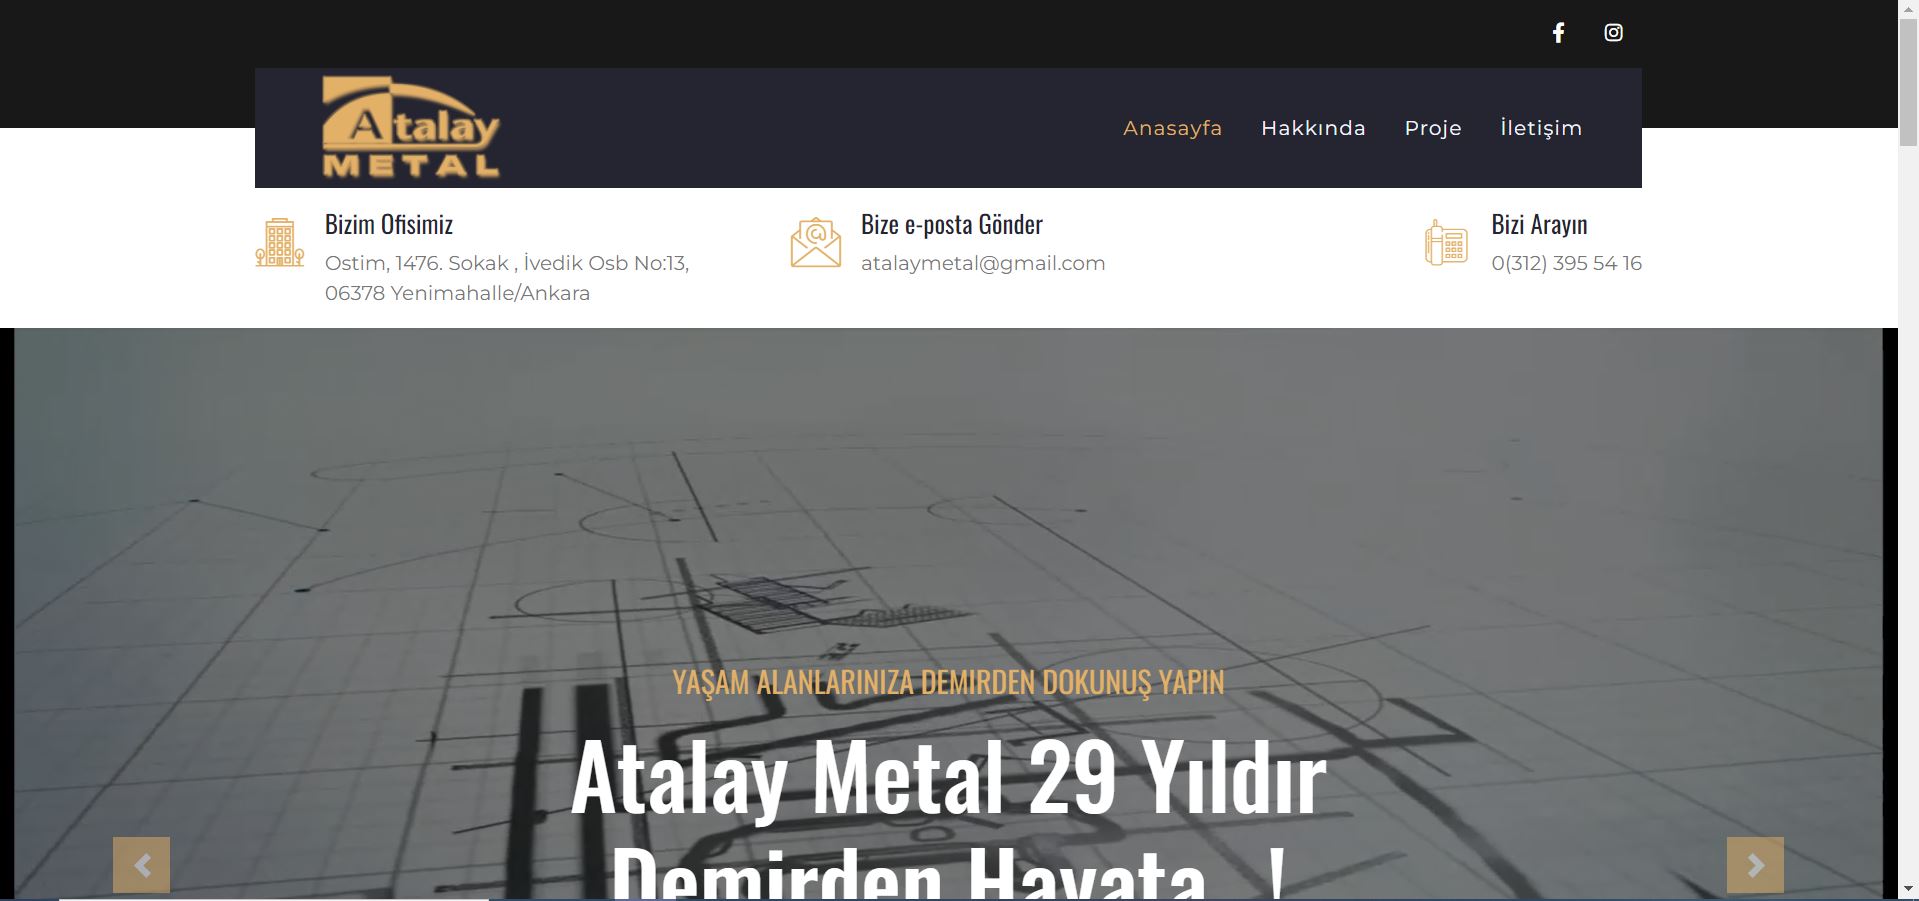 Atalay
METAL
Anasayfa Hakkında Proje İletişim
Bizim Ofisimiz
Ostim, 1476. Sokak , İvedik Osb No:13,
06378 Yenimahalle/Ankara
Bize e-posta Gönder
atalaymetal@gmail.com
Bizi Arayın
0(312) 395 54 16
YAŞAM ALANLARINIZA DEMIRDEN DOKUNUŞ YAPIN
Atalay Metal 29 Yıldır
Demirden Hayata...!